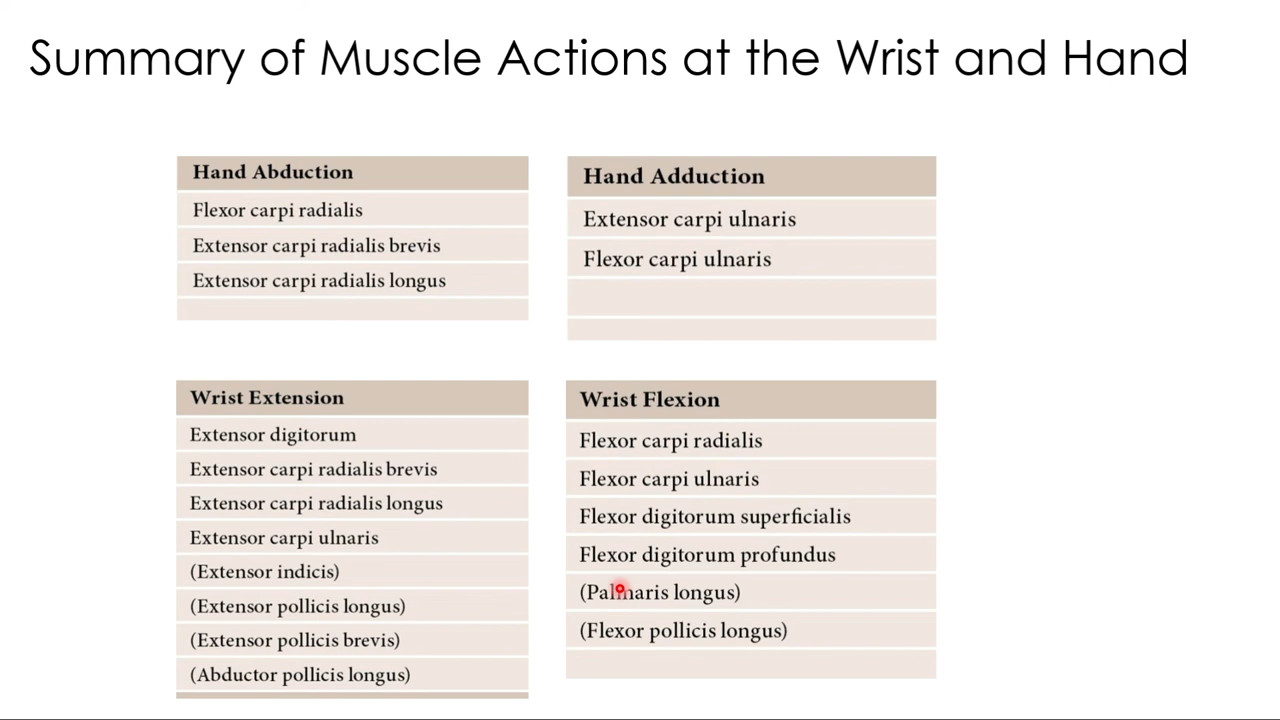 Summary of Muscle Actions at the Wrist and Hand
Hand Abduction
Flexor carpi radialis
Extensor carpi radialis brevis
Extensor carpi radialis longus
Hand Adduction
Extensor carpi ulnaris
Flexor carpi ulnaris
Wrist Extension
Extensor digitorum
Extensor carpi radialis brevis
Extensor carpi radialis longus
Extensor carpi ulnaris
(Extensor indicis)
(Extensor pollicis longus)
(Extensor pollicis brevis)
(Abductor pollicis longus)
Wrist Flexion
Flexor carpi radialis
Flexor carpi ulnaris
Flexor digitorum superficialis
Flexor digitorum profundus
(Palmaris longus)
(Flexor pollicis longus)